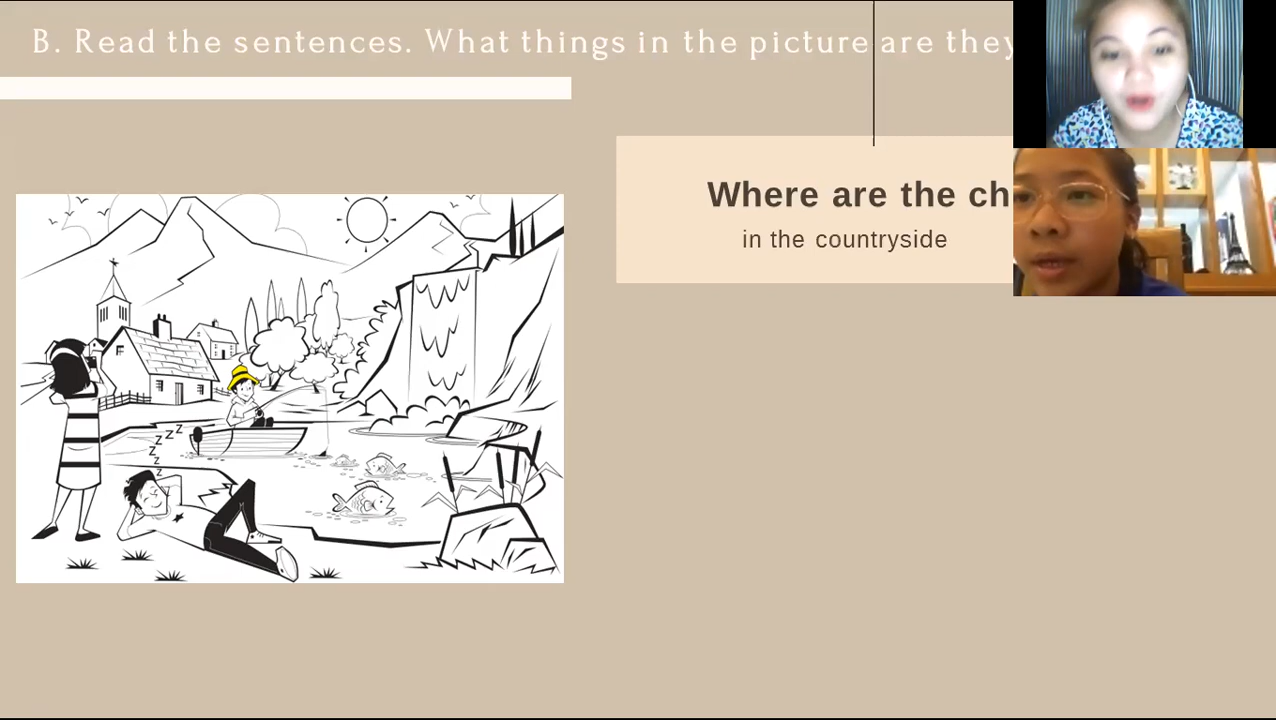 B. Read the sentences. What things in the picture are they
Where are the ch
in the countryside
z z z
z
z
z
z